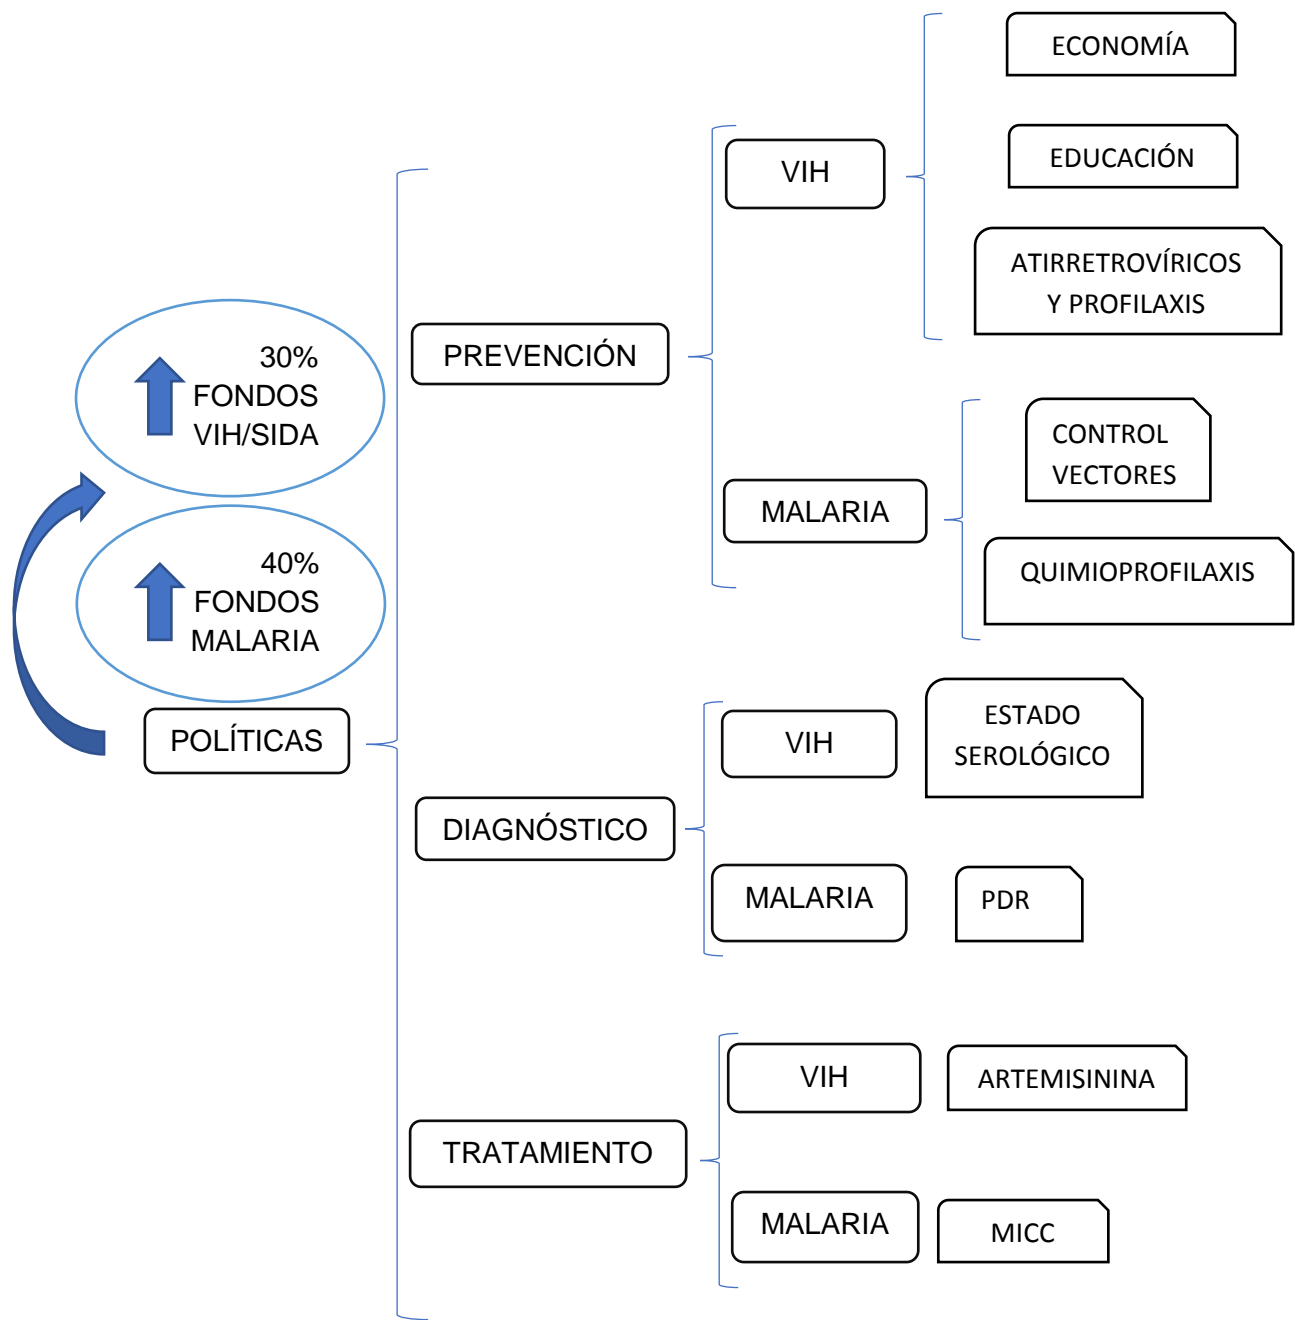 30%
FONDOS
VIH/SIDA
40%
FONDOS
MALARIA
POLÍTICAS
PREVENCIÓN
VIH
ECONOMÍA
EDUCACIÓN
ATIRRETROVÍRICOS
Y PROFILAXIS
MALARIA
CONTROL
VECTORES
QUIMIOPROFILAXIS
DIAGNÓSTICO
VIH
ESTADO
SEROLÓGICO
MALARIA
PDR
TRATAMIENTO
VIH
ARTEMISININA
MALARIA
MICC